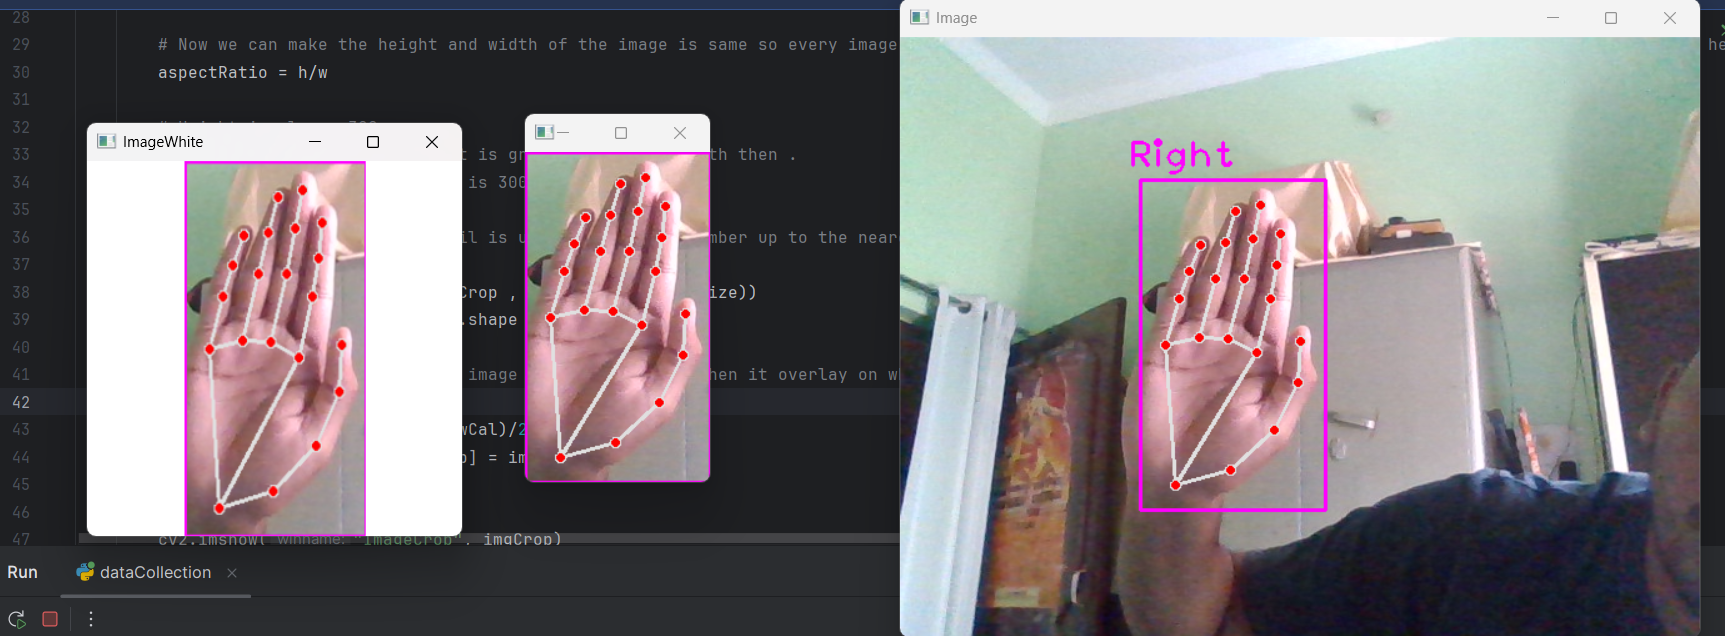 28
29 # Now we can make the height and width of the image is same so every image he
30 aspectRatio = h/w
31
32
33 t is gr th then .
34 is 300
35
36 il is u mber up to the near
37
38 Crop , ize))
39 .shape
40
41 image hen it overlay on w
42
43 wCal)/2
44 ] = im
45
46
47 cv2.imshow( winname: "ImageCrop", imgCrop)
ImageWhite
Image
Right
Run dataCollection